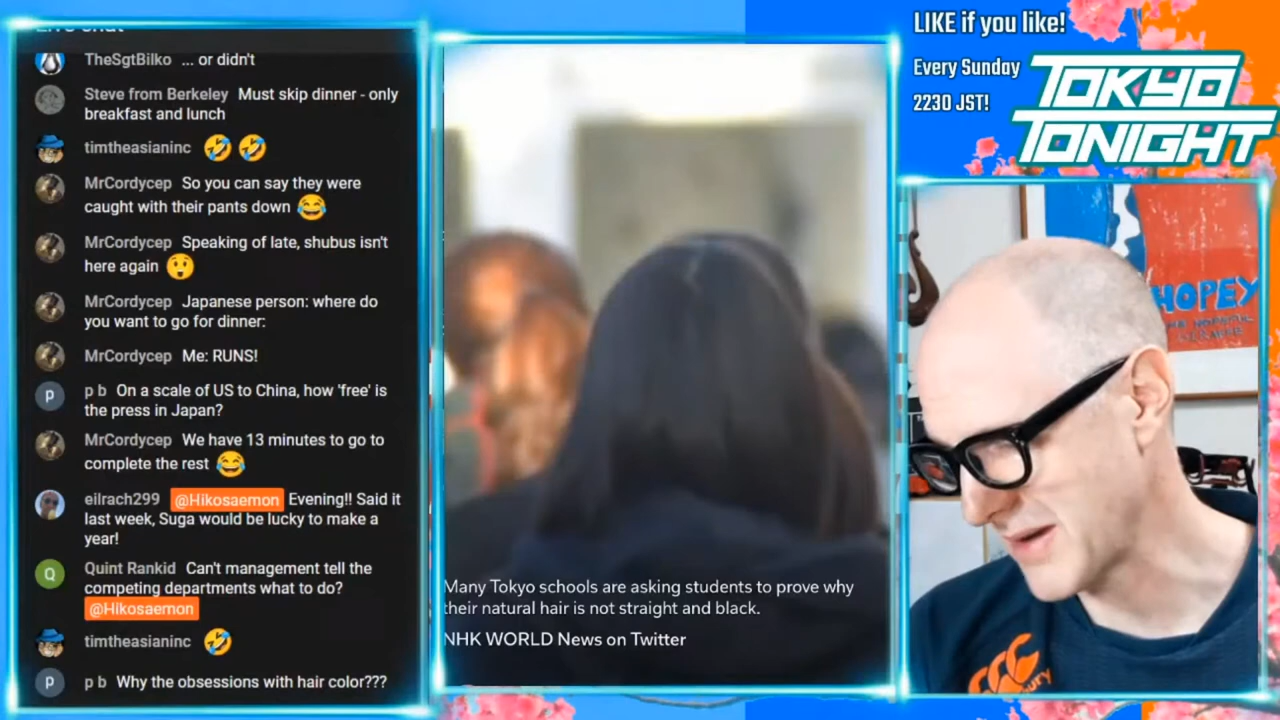 Live chat
TheSgtBilko ... or didn't
Steve from Berkeley Must skip dinner - only
breakfast and lunch
timtheasianinc 🤣 🤣
MrCordycep So you can say they were
caught with their pants down 😂
MrCordycep Speaking of late, shubus isn't
here again 😲
MrCordycep Japanese person: where do
you want to go for dinner:
MrCordycep Me: RUNS!
P
p b On a scale of US to China, how 'free' is
the press in Japan?
MrCordycep We have 13 minutes to go to
complete the rest 😂
eilrach299 @Hikosaemon Evening!! Said it
last week, Suga would be lucky to make a
year!
Q
Quint Rankid Can't management tell the
competing departments what to do?
@Hikosaemon
timtheasianinc 🤣
P
p b Why the obsessions with hair color???
Many Tokyo schools are asking students to prove why
their natural hair is not straight and black.
NHK WORLD News on Twitter
LIKE if you like!
Every Sunday
2230 JST!
TOKYO
TONIGHT
HOPEY